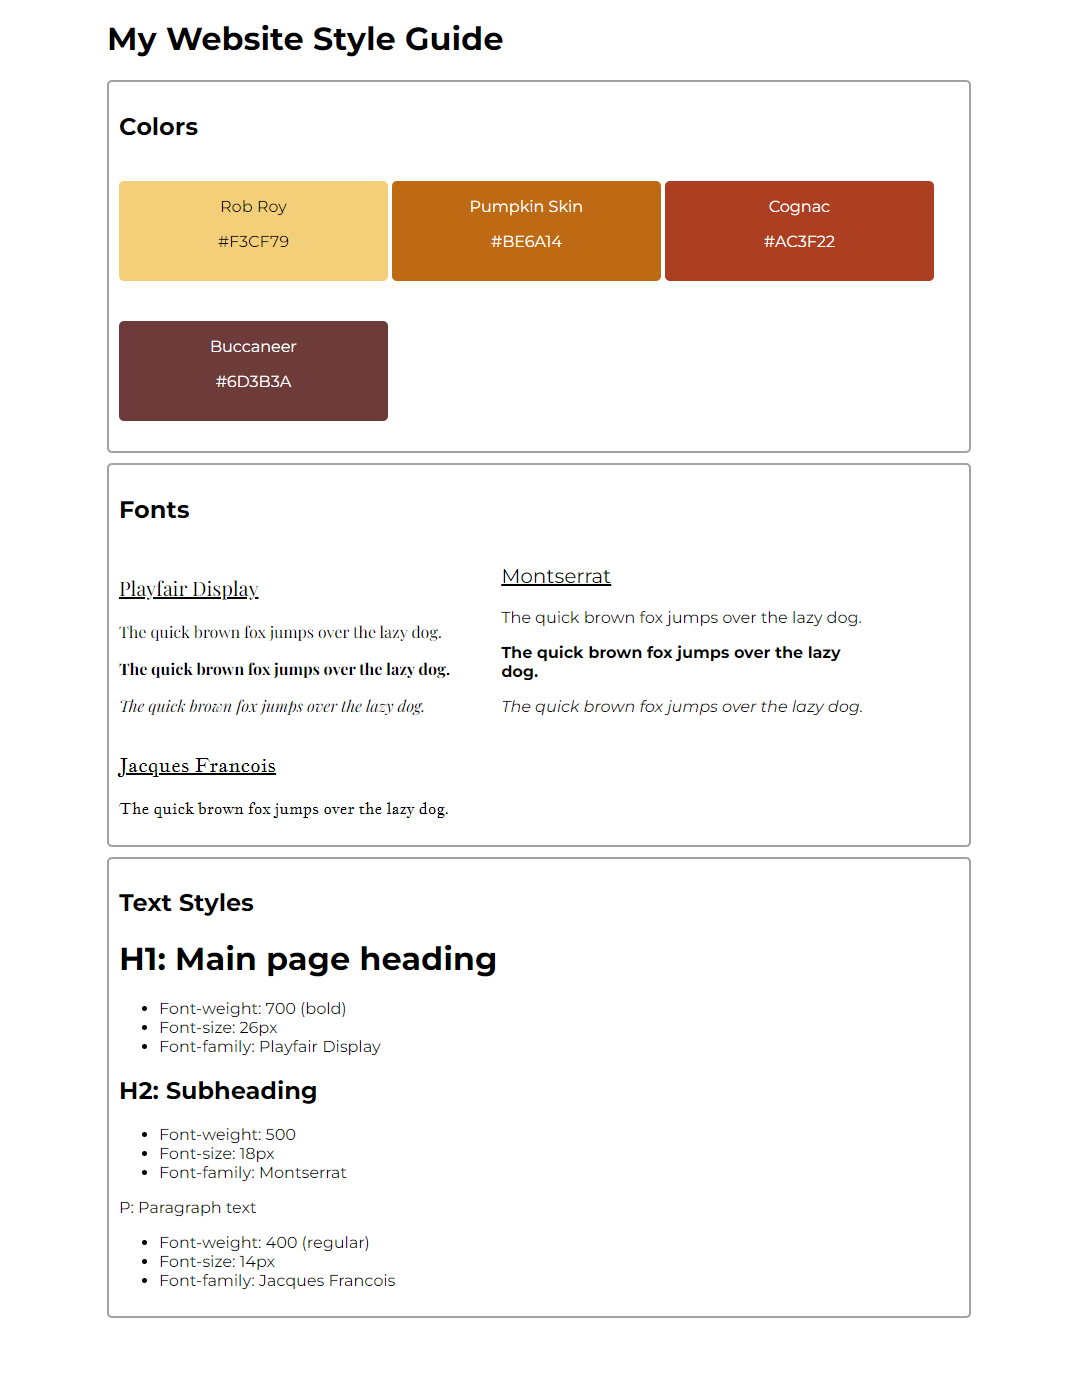 My Website Style Guide
Colors
Rob Roy
#F3CF79
Pumpkin Skin
#BE6A14
Cognac
#AC3F22
Buccaneer
#6D3B3A
Fonts
Playfair Display
The quick brown fox jumps over the lazy dog.
The quick brown fox jumps over the lazy dog.
The quick brown fox jumps over the lazy dog.
Montserrat
The quick brown fox jumps over the lazy dog.
The quick brown fox jumps over the lazy
dog.
The quick brown fox jumps over the lazy dog.
Jacques Francois
The quick brown fox jumps over the lazy dog.
Text Styles
H1: Main page heading
• Font-weight: 700 (bold)
• Font-size: 26px
• Font-family: Playfair Display
H2: Subheading
• Font-weight: 500
• Font-size: 18px
• Font-family: Montserrat
P: Paragraph text
• Font-weight: 400 (regular)
• Font-size: 14px
• Font-family: Jacques Francois